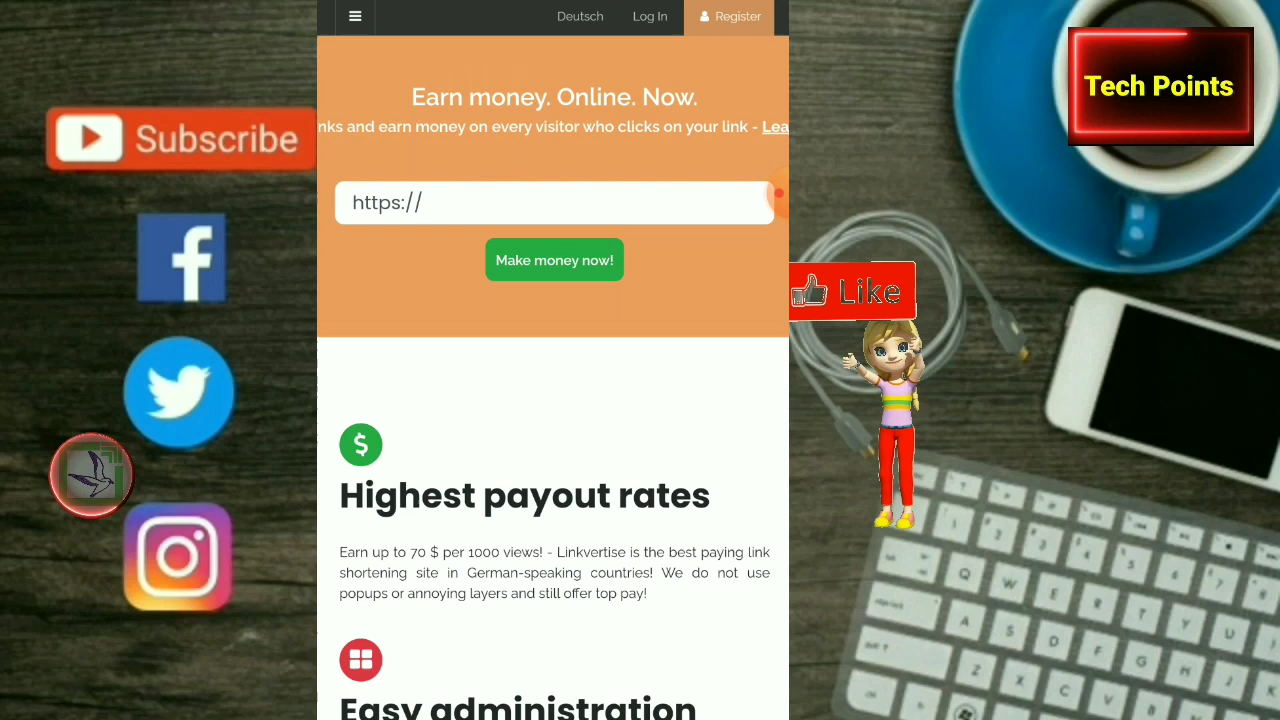 Deutsch Log In Register
Tech Points
Earn money. Online. Now.
nks and earn money on every visitor who clicks on your link - Lea
Subscribe
https://
Make money now!
Like
Highest payout rates
Earn up to 70 $ per 1000 views! - Linkvertise is the best paying link
shortening site in German-speaking countries! We do not use
popups or annoying layers and still offer top pay!
Easy administration
Q W E R T Y U
A S D F G H J
Z X C V B N